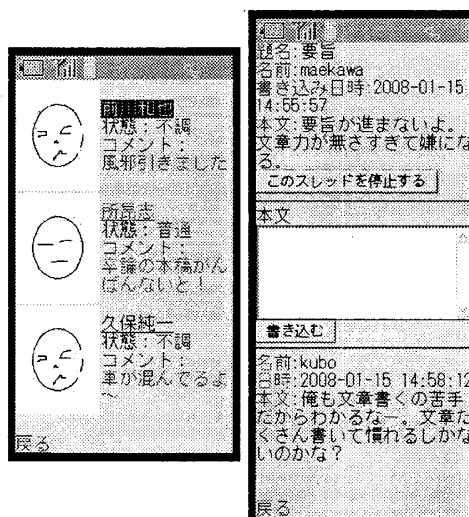 前川和也
状態：不調
コメント：
風邪引きました
所昂志
状態：普通
コメント：
卒論の本稿がん
ばんないと！
久保純一
状態：不調
コメント：
車が混んでるよ
～
戻る
題名:要旨
名前:maekawa
書き込み日時:2008-01-15
14:55:57
本文:要旨が進まないよ。
文章力が無さすぎて嫌にな
る。
このスレッドを停止する
本文
書き込む
名前:kubo
日時:2008-01-15 14:58:12
本文:俺も文章書くの苦手
だからわかるなー。文章た
くさん書いて慣れるしかな
いのかな？
戻る